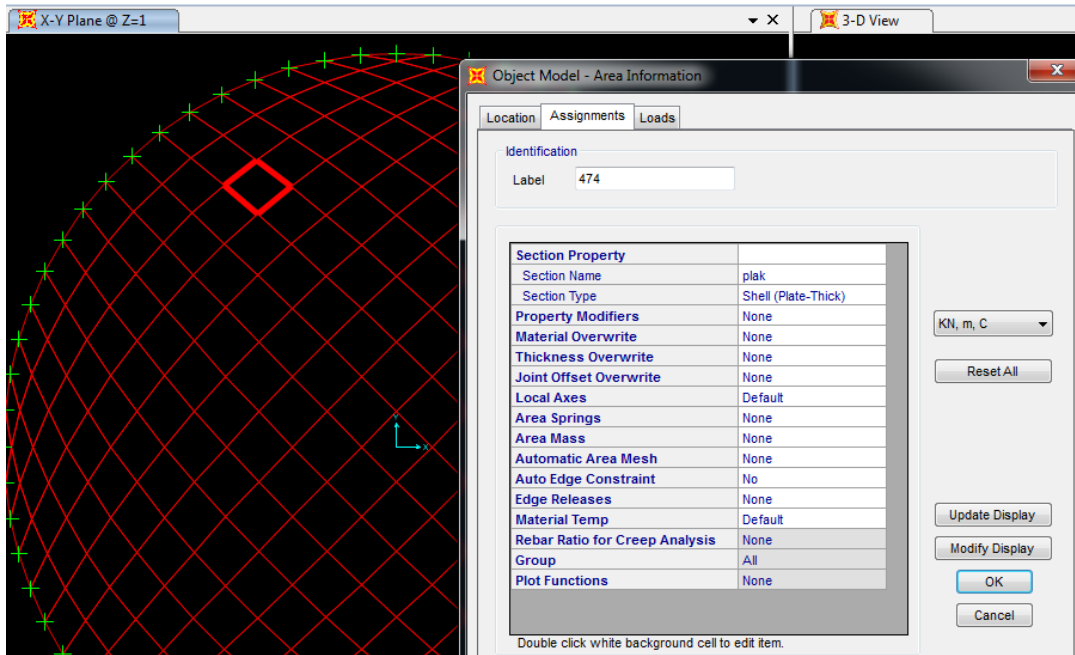 X-Y Plane @ Z=1
3-D View
Object Model - Area Information
Location Assignments Loads
Identification
Label 474
Section Property
Section Name plak
Section Type Shell (Plate-Thick)
Property Modifiers None
Material Overwrite None
Thickness Overwrite None
Joint Offset Overwrite None
Local Axes Default
Area Springs None
Area Mass None
Automatic Area Mesh None
Auto Edge Constraint No
Edge Releases None
Material Temp Default
Rebar Ratio for Creep Analysis None
Group All
Plot Functions None
Double click white background cell to edit item.
KN, m, C
Reset All
Update Display
Modify Display
OK
Cancel
Y
X